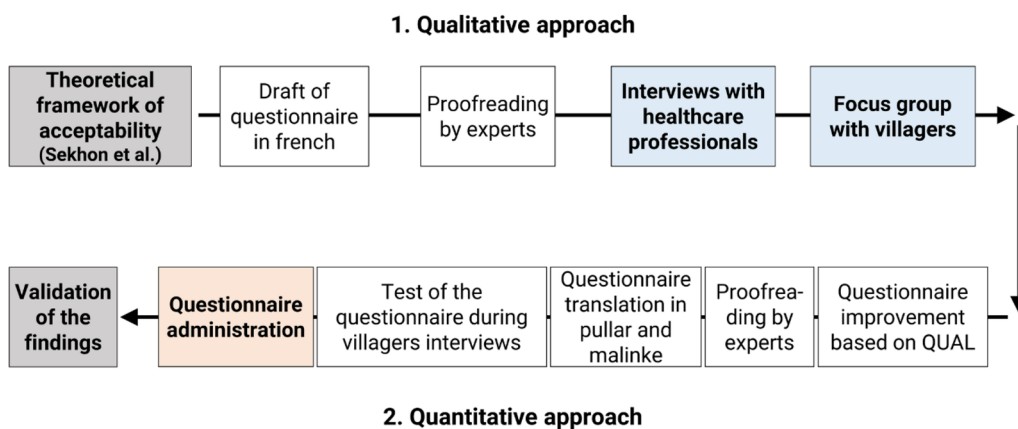 1. Qualitative approach
Theoretical
framework of
acceptability
(Sekhon et al.)
Draft of
questionnaire
in french
Proofreading
by experts
Interviews with
healthcare
professionals
Focus group
with villagers
Validation
of the
findings
Questionnaire
administration
Test of the
questionnaire during
villagers interviews
Questionnaire
translation in
pullar and
malinke
Proofrea-
ding by
experts
Questionnaire
improvement
based on QUAL
2. Quantitative approach